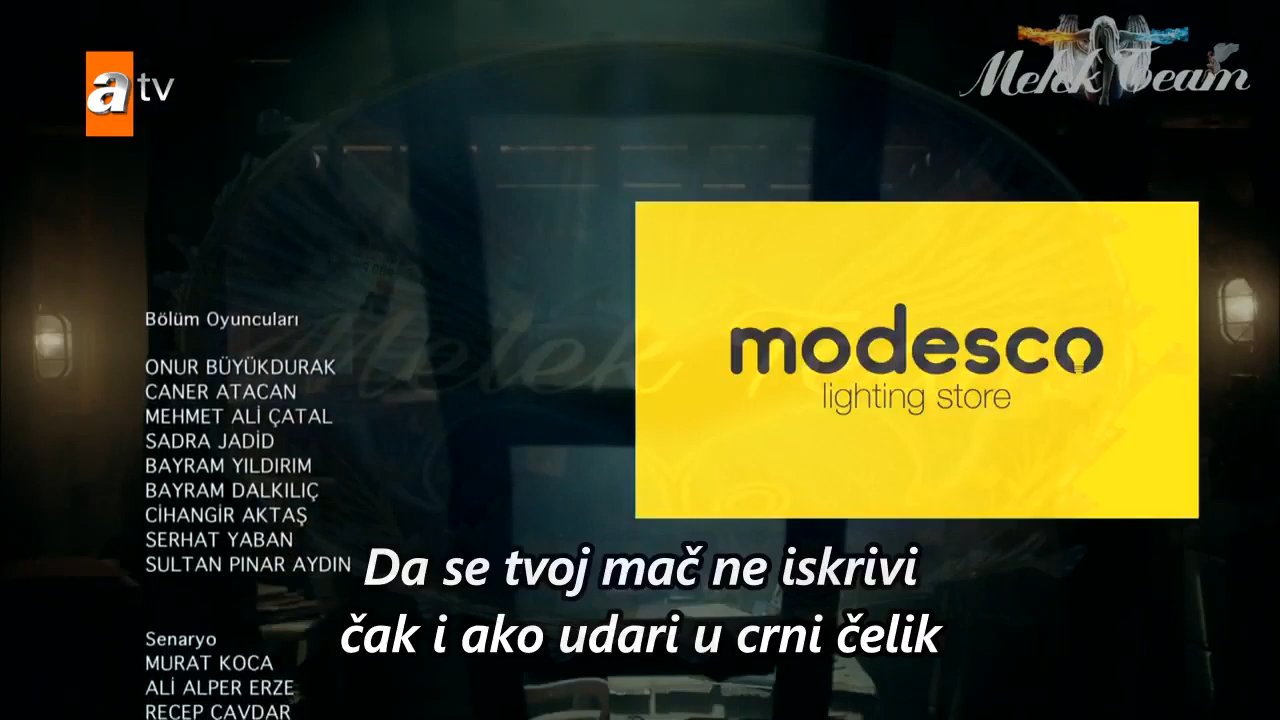 atv
Melek Team
modesco
lighting store
Bölüm Oyuncuları
ONUR BÜYÜKDURAK
CANER ATACAN
MEHMET ALİ ÇATAL
SADRA JADİD
BAYRAM YILDIRIM
BAYRAM DALKILIÇ
CİHANGİR AKTAŞ
SERHAT YABAN
SULTAN PINAR AYDIN
Da se tvoj mač ne iskrivi
čak i ako udari u crni čelik
Senaryo
MURAT KOCA
ALİ ALPER ERZE
RECEP ÇAVDAR